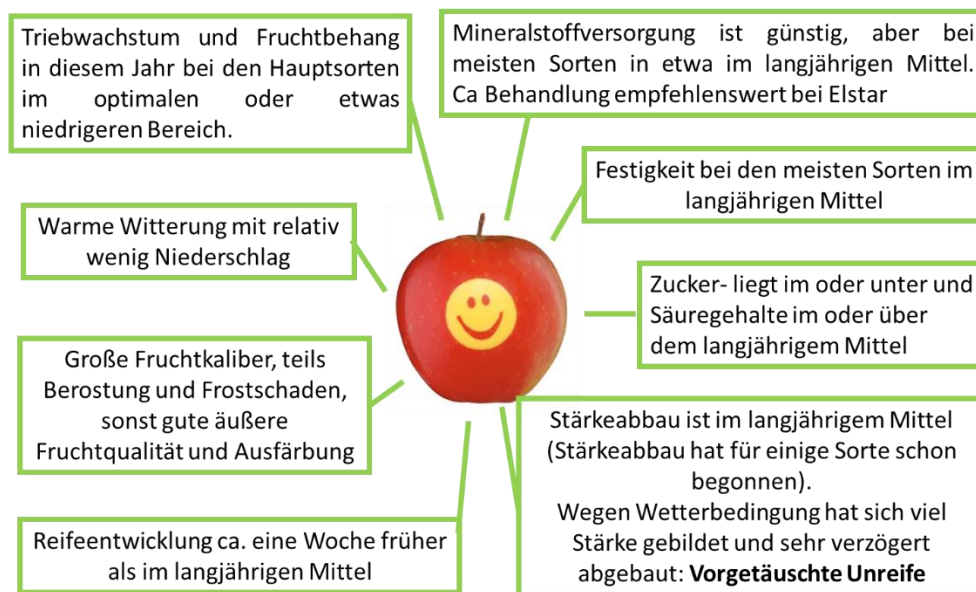 Triebwachstum und Fruchtbehang
in diesem Jahr bei den Hauptsorten
im optimalen oder etwas
niedrigeren Bereich.
Mineralstoffversorgung ist günstig, aber bei
meisten Sorten in etwa im langjährigen Mittel.
Ca Behandlung empfehlenswert bei Elstar
Festigkeit bei den meisten Sorten im
langjährigen Mittel
Warme Witterung mit relativ
wenig Niederschlag
Zucker- liegt im oder unter und
Säuregehalte im oder über
dem langjährigem Mittel
Große Fruchtkaliber, teils
Berostung und Frostschaden,
sonst gute äußere
Fruchtqualität und Ausfärbung
Stärkeabbau ist im langjährigem Mittel
(Stärkeabbau hat für einige Sorte schon
begonnen).
Wegen Wetterbedingung hat sich viel
Stärke gebildet und sehr verzögert
abgebaut: Vorgetäuschte Unreife
Reifeentwicklung ca. eine Woche früher
als im langjährigen Mittel